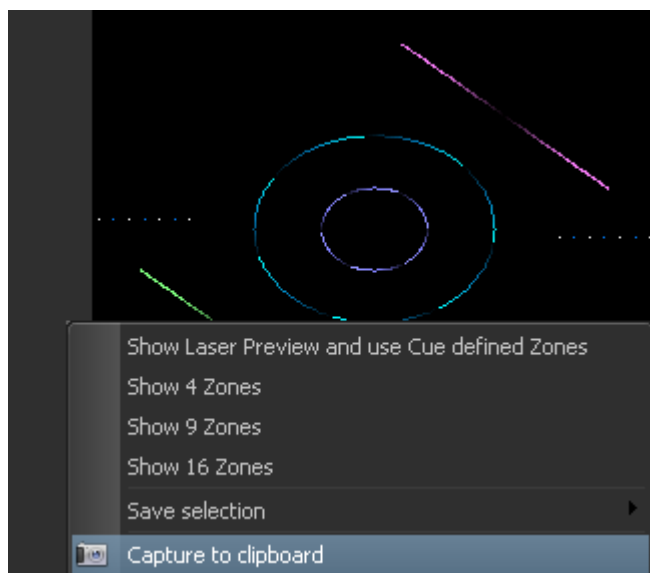 Show Laser Preview and use Cue defined Zones
Show 4 Zones
Show 9 Zones
Show 16 Zones
Save selection
Capture to clipboard